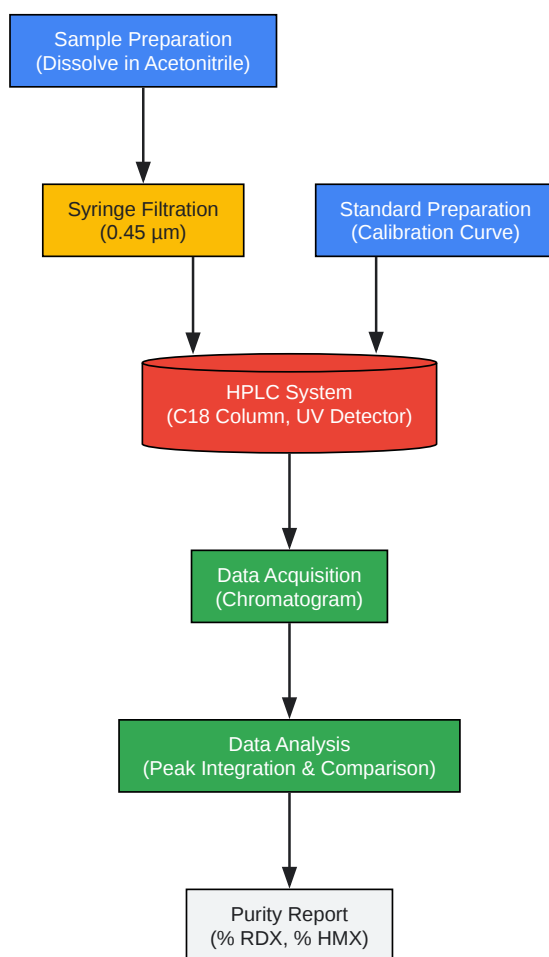 Sample Preparation
(Dissolve in Acetonitrile)
Syringe Filtration
(0.45 µm)
Standard Preparation
(Calibration Curve)
HPLC System
(C18 Column, UV Detector)
Data Acquisition
(Chromatogram)
Data Analysis
(Peak Integration & Comparison)
Purity Report
(% RDX, % HMX)